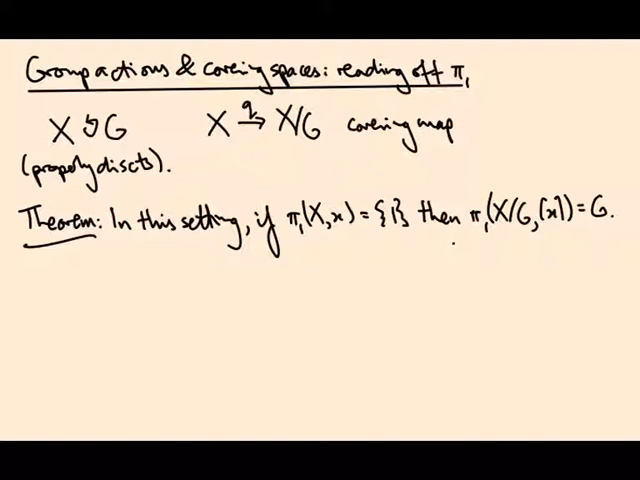 Group actions & covering spaces: reading off π₁
X ↺ G X →^q X/G covering map
(properly discts).
Theorem: In this setting, if π₁(X,x) = {1} then π₁(X/G,[x]) = G.